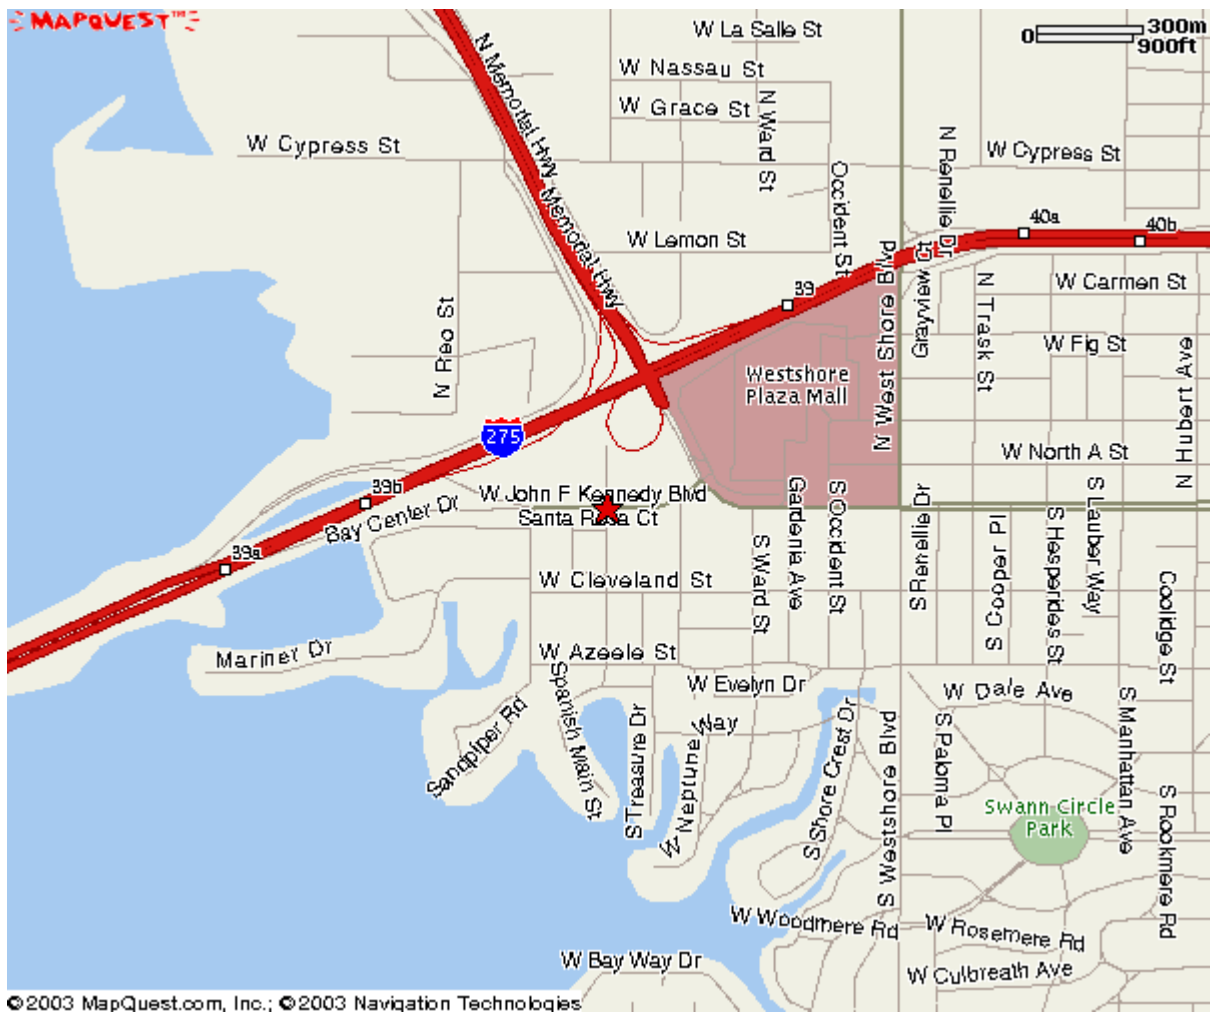 MAPQUEST™
W La Salle St
0 300m
900ft
W Nassau St
W Grace St
N Ward St
N Memorial Hwy
W Cypress St
N Renellie Dr
W Cypress St
Occident St
Memorial Hwy
W Lemon St
40a
40b
N West Shore Blvd
Grayview Ct
W Carmen St
N Trask St
39
N Reo St
W Fig St
N Hubert Ave
Westshore
Plaza Mall
275
W North A St
39b
W John F Kennedy Blvd
Bay Center Dr
Santa Rosa Ct
Gardenia Ave
S Occident St
S Renellie Dr
S Cooper Pl
S Hesperides St
S Lauber Way
39a
S Ward St
W Cleveland St
Coolidge St
Mariner Dr
W Azeele St
W Evelyn Dr
W Dale Ave
Sandpiper Rd
Spanish Main St
S Treasure Dr
W Neptune Way
S Shore Crest Dr
S Westshore Blvd
S Paloma Pl
S Manhattan Ave
S Rookmere Rd
Swann Circle
Park
W Woodmere Rd
W Rosemere Rd
W Bay Way Dr
W Culbreath Ave
©2003 MapQuest.com, Inc.; ©2003 Navigation Technologies